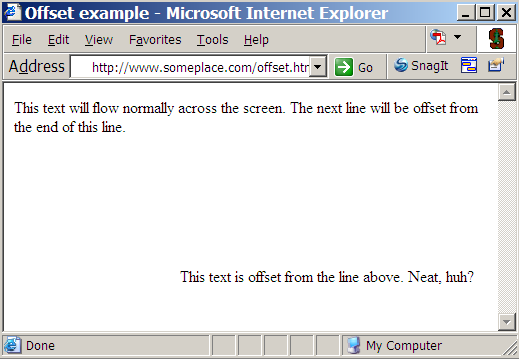 Offset example - Microsoft Internet Explorer
File Edit View Favorites Tools Help
Address http://www.someplace.com/offset.htm Go SnagIt
This text will flow normally across the screen. The next line will be offset from
the end of this line.
This text is offset from the line above. Neat, huh?
Done My Computer